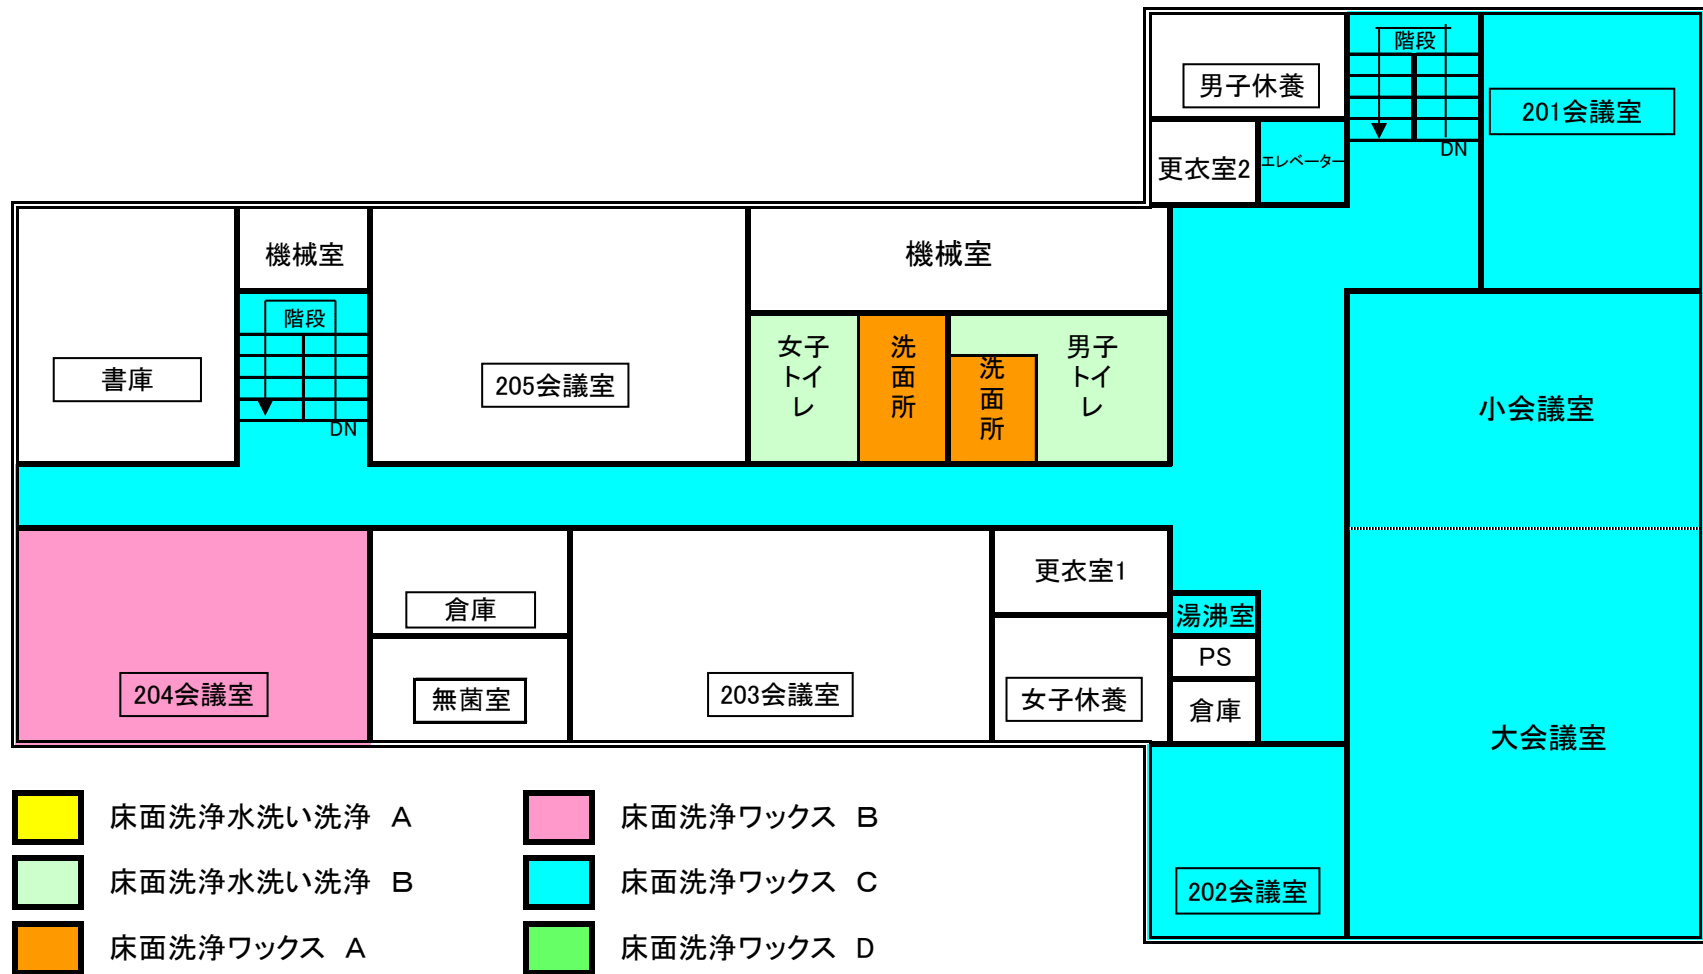 階段
男子休養
201会議室
DN
更衣室2
エレベーター
機械室
機械室
階段
書庫
205会議室
女子
トイ
レ
洗
面
所
洗
面
所
男子
トイ
レ
DN
小会議室
更衣室1
倉庫
湯沸室
PS
204会議室
無菌室
203会議室
女子休養
倉庫
大会議室
202会議室
床面洗浄水洗い洗浄　A
床面洗浄ワックス　B
床面洗浄水洗い洗浄　B
床面洗浄ワックス　C
床面洗浄ワックス　A
床面洗浄ワックス　D